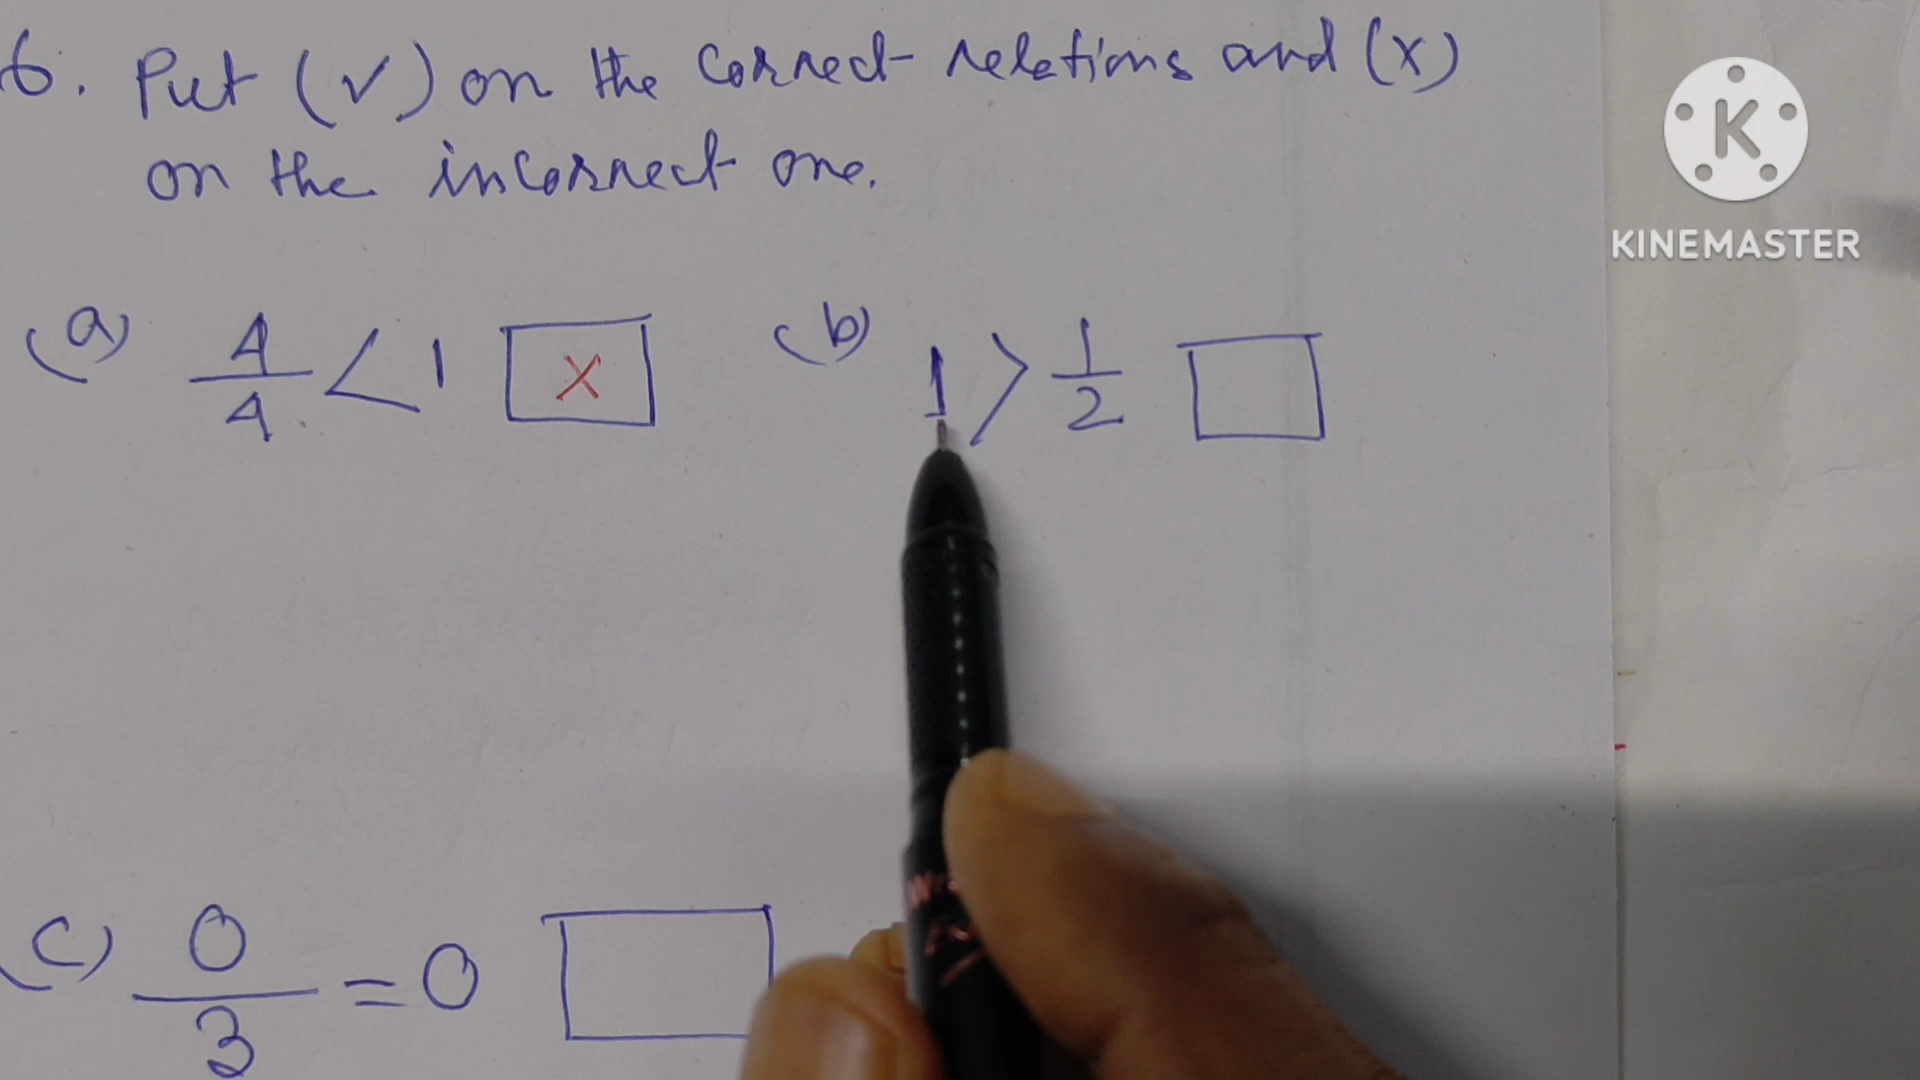 6. Put (✓) on the correct relations and (x)
on the incorrect one.
(a) 4/4 < 1 x (b) 1 > 1/2
(c) 0/3 = 0
K
KINEMASTER